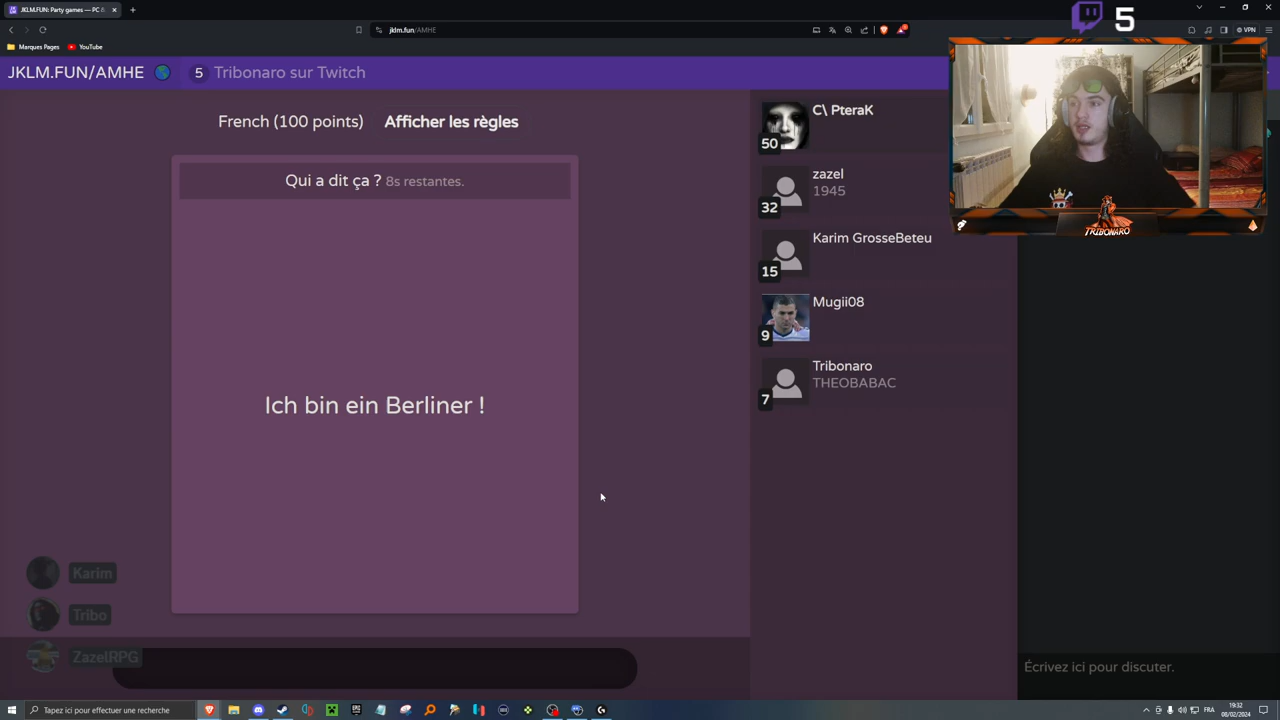 JKLM.FUN: Party games — PC &
5
jklm.fun/AMHE
VPN
Marques Pages
YouTube
JKLM.FUN/AMHE
5
Tribonaro sur Twitch
French (100 points)
Afficher les règles
Qui a dit ça ? 8s restantes.
Ich bin ein Berliner !
C\ PteraK
50
zazel
1945
32
Karim GrosseBeteu
15
Mugii08
9
Tribonaro
THEOBABAC
7
TRIBONARO
Karim
Tribo
ZazelRPG
Écrivez ici pour discuter.
Tapez ici pour effectuer une recherche
FRA
19:32
08/02/2024